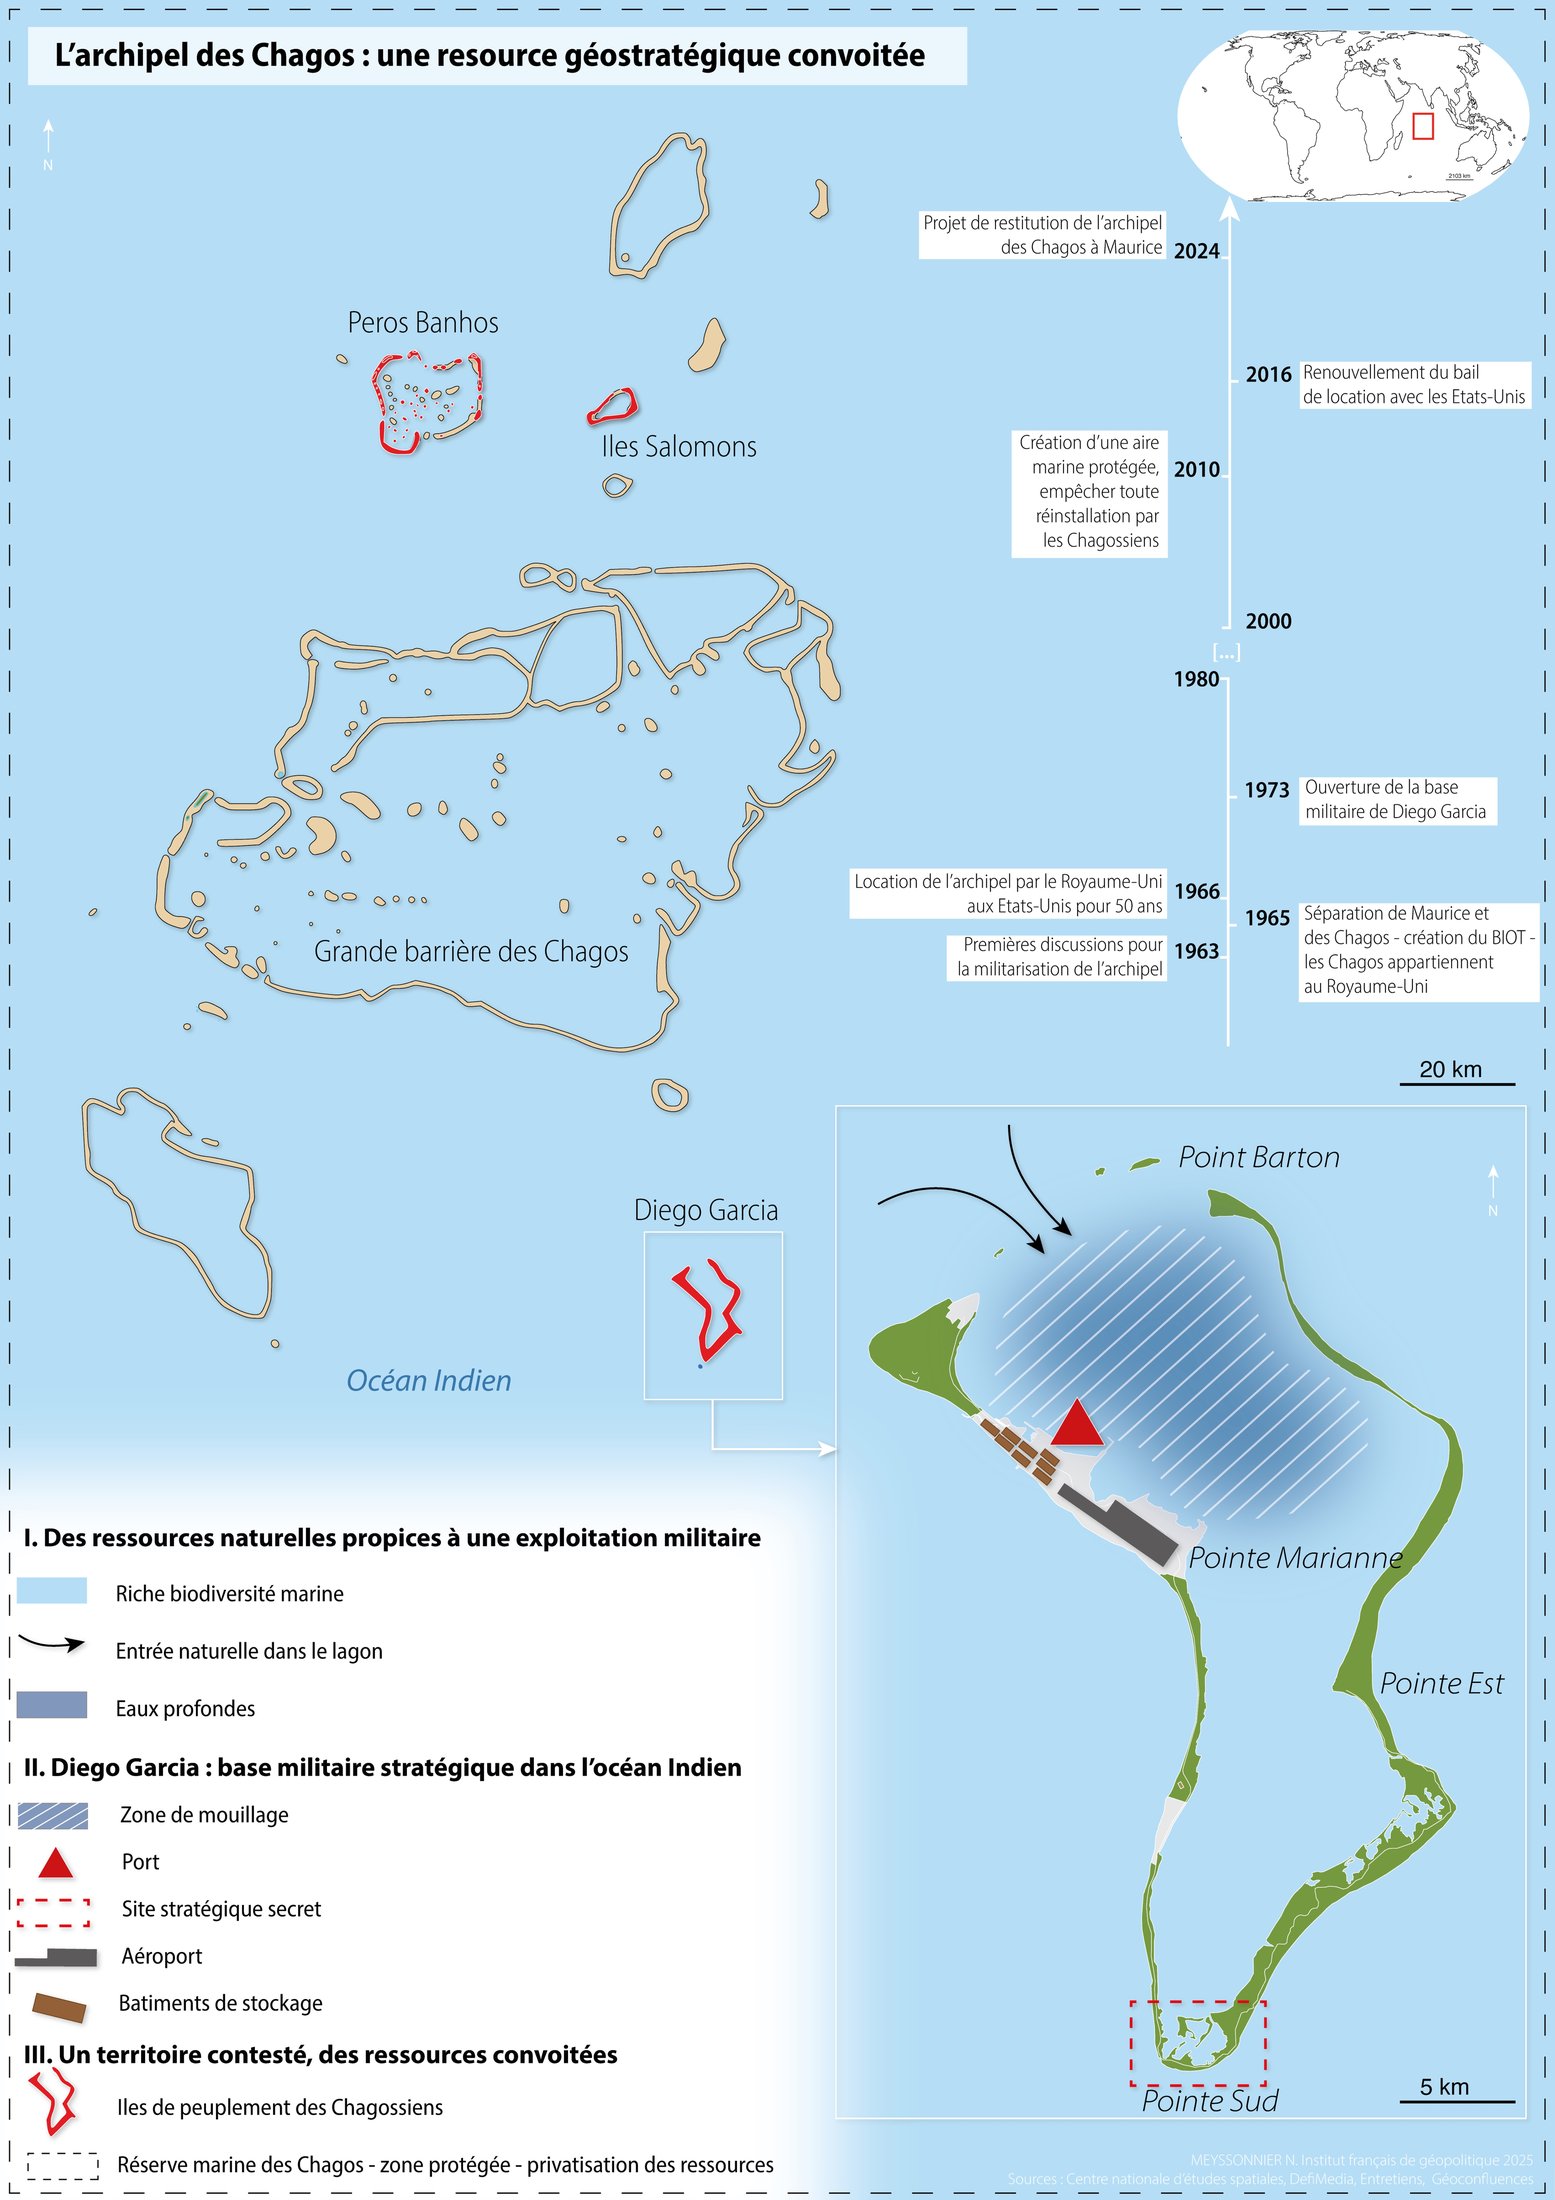 L'archipel des Chagos : une resource géostratégique convoitée
N
2103 km
Peros Banhos
Iles Salomons
Grande barrière des Chagos
Diego Garcia
Océan Indien
Projet de restitution de l'archipel
des Chagos à Maurice
2024
2016
Renouvellement du bail
de location avec les Etats-Unis
Création d'une aire
marine protégée,
empêcher toute
réinstallation par
les Chagossiens
2010
2000
[...]
1980
1973
Ouverture de la base
militaire de Diego Garcia
Location de l'archipel par le Royaume-Uni
aux Etats-Unis pour 50 ans
1966
1965
Séparation de Maurice et
des Chagos - création du BIOT -
les Chagos appartiennent
au Royaume-Uni
Premières discussions pour
la militarisation de l'archipel
1963
20 km
Point Barton
N
Pointe Marianne
Pointe Est
Pointe Sud
5 km
I. Des ressources naturelles propices à une exploitation militaire
Riche biodiversité marine
Entrée naturelle dans le lagon
Eaux profondes
II. Diego Garcia : base militaire stratégique dans l'océan Indien
Zone de mouillage
Port
Site stratégique secret
Aéroport
Batiments de stockage
III. Un territoire contesté, des ressources convoitées
Iles de peuplement des Chagossiens
Réserve marine des Chagos - zone protégée - privatisation des ressources
MEYSSONNIER N. Institut français de géopolitique 2025
Sources : Centre nationale d'études spatiales, DefiMedia, Entretiens, Géoconfluences